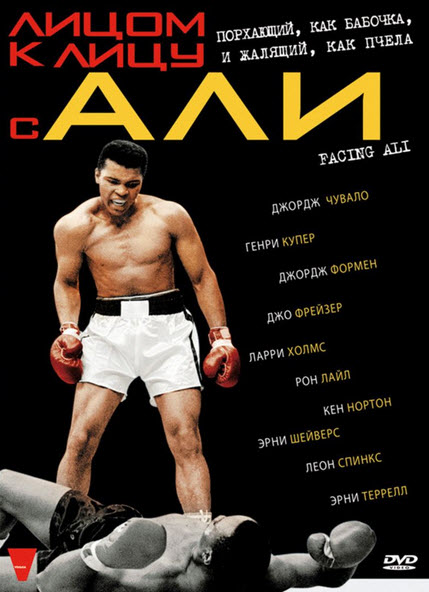 ЛИЦОМ
К ЛИЦУ
С АЛИ
ПОРХАЮЩИЙ, КАК БАБОЧКА,
И ЖАЛЯЩИЙ, КАК ПЧЕЛА
FACING ALI
ДЖОРДЖ ЧУВАЛО
ГЕНРИ КУПЕР
ДЖОРДЖ ФОРМЕН
ДЖО ФРЕЙЗЕР
ЛАРРИ ХОЛМС
РОН ЛАЙЛ
КЕН НОРТОН
ЭРНИ ШЕЙВЕРС
ЛЕОН СПИНКС
ЭРНИ ТЕРРЕЛЛ
DVD
VIDEO